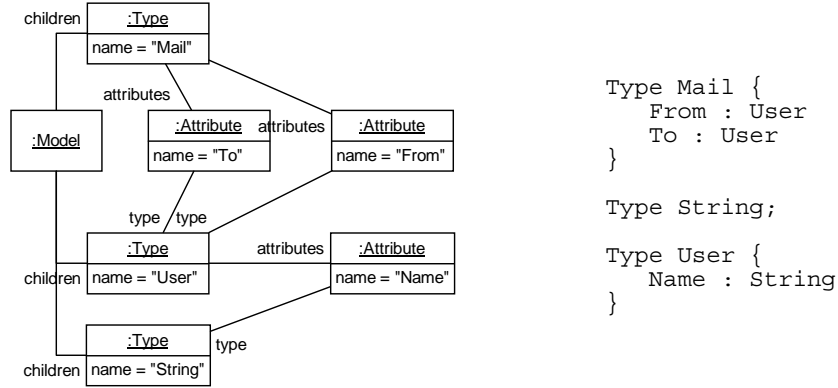 children
:Type
name = "Mail"
attributes
:Model
:Attribute
name = "To"
attributes
:Attribute
name = "From"
type
type
:Type
name = "User"
children
attributes
:Attribute
name = "Name"
:Type
name = "String"
children
type
Type Mail {
From : User
To : User
}
Type String;
Type User {
Name : String
}